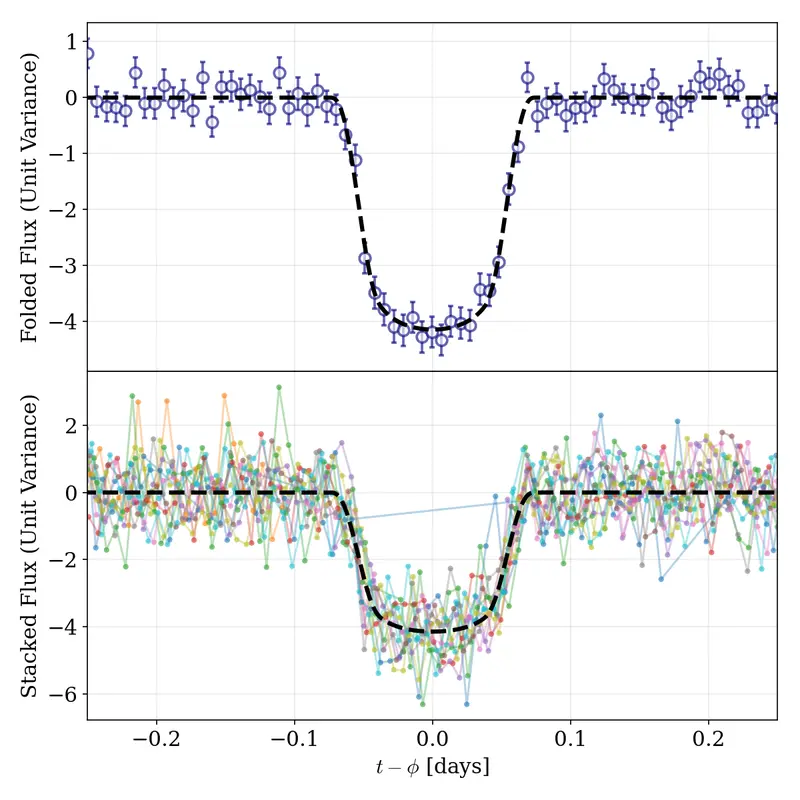 Folded Flux (Unit Variance)
1
0
−1
−2
−3
−4
Stacked Flux (Unit Variance)
2
0
−2
−4
−6
−0.2 −0.1 0.0 0.1 0.2
t − ϕ [days]